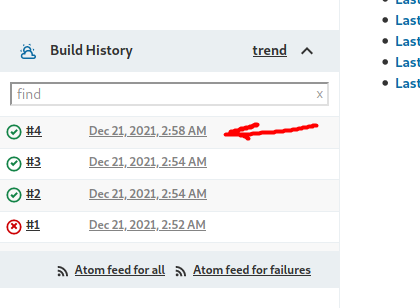 Last
Last
Last
Last
Last
Build History trend
find x
#4 Dec 21, 2021, 2:58 AM
#3 Dec 21, 2021, 2:54 AM
#2 Dec 21, 2021, 2:54 AM
#1 Dec 21, 2021, 2:52 AM
Atom feed for all Atom feed for failures